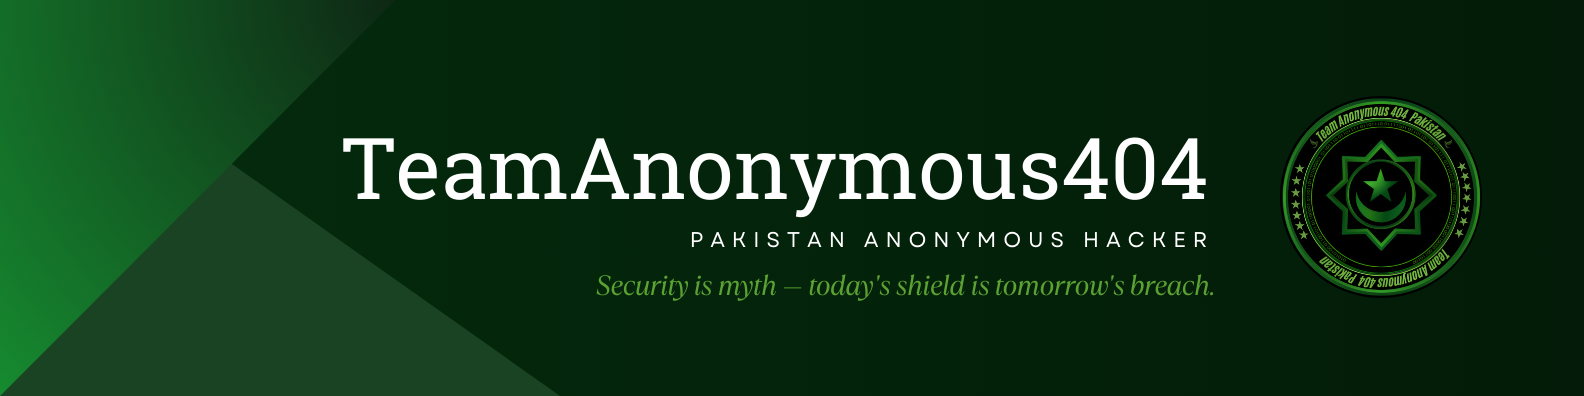 TeamAnonymous404
PAKISTAN ANONYMOUS HACKER
Security is myth – today's shield is tomorrow's breach.
Team Anonymous 404 Pakistan
Team Anonymous 404 Pakistan